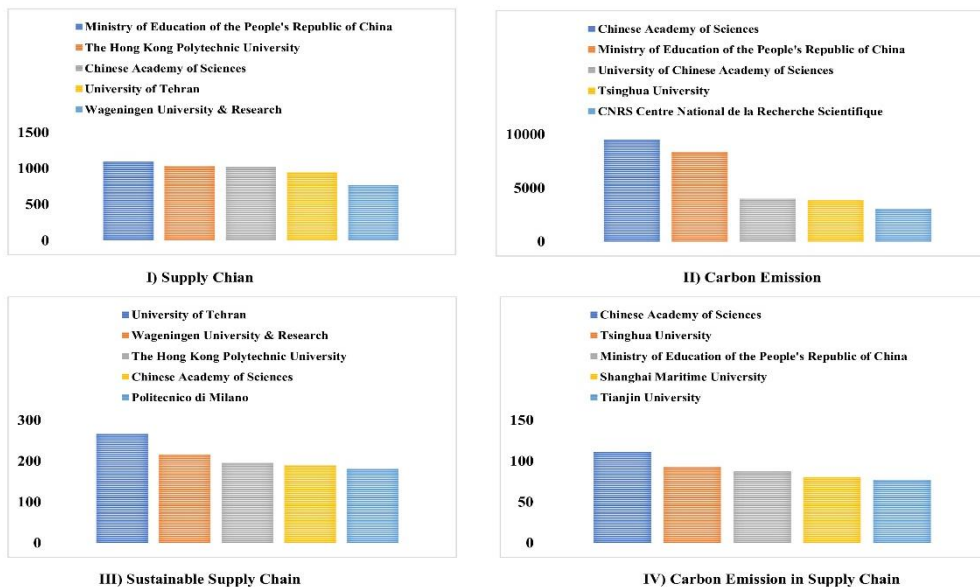 Ministry of Education of the People's Republic of China
The Hong Kong Polytechnic University
Chinese Academy of Sciences
University of Tehran
Wageningen University & Research
1500
1000
500
0
I) Supply Chian
Chinese Academy of Sciences
Ministry of Education of the People's Republic of China
University of Chinese Academy of Sciences
Tsinghua University
CNRS Centre National de la Recherche Scientifique
10000
5000
0
II) Carbon Emission
University of Tehran
Wageningen University & Research
The Hong Kong Polytechnic University
Chinese Academy of Sciences
Politecnico di Milano
300
200
100
0
III) Sustainable Supply Chain
Chinese Academy of Sciences
Tsinghua University
Ministry of Education of the People's Republic of China
Shanghai Maritime University
Tianjin University
150
100
50
0
IV) Carbon Emission in Supply Chain